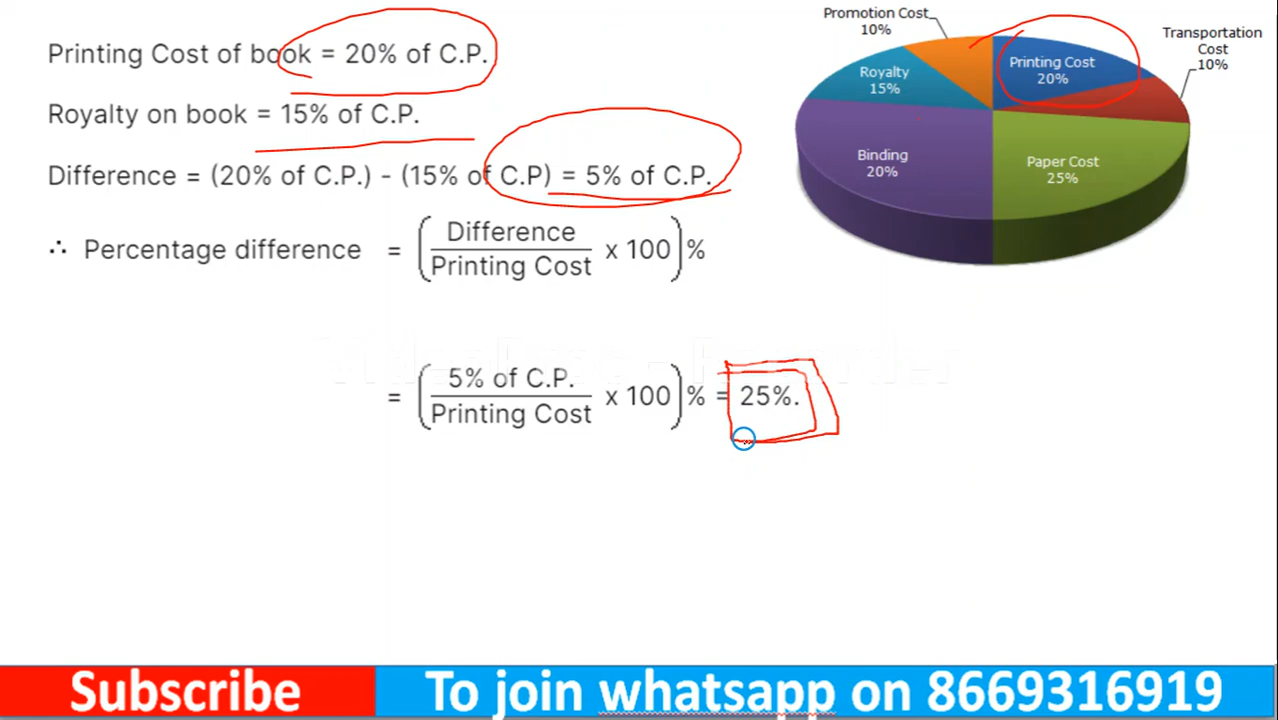 Printing Cost of book = 20% of C.P.
Royalty on book = 15% of C.P.
Difference = (20% of C.P.) - (15% of C.P) = 5% of C.P.
∴ Percentage difference = (Difference / Printing Cost x 100)%
= (5% of C.P. / Printing Cost x 100)% = 25%.
Promotion Cost
10%
Transportation
Cost
10%
Printing Cost
20%
Royalty
15%
Binding
20%
Paper Cost
25%
Subscribe
To join whatsapp on 8669316919